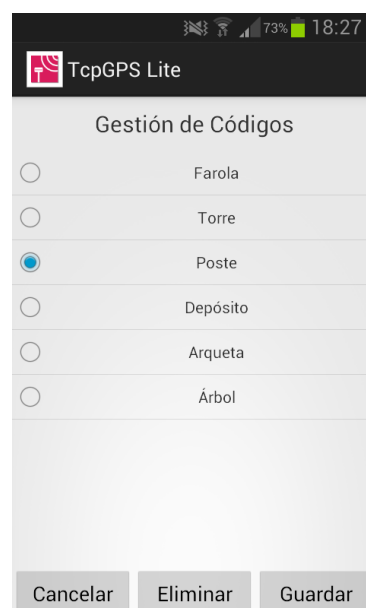 73% 18:27
TcpGPS Lite
Gestión de Códigos
Farola
Torre
Poste
Depósito
Arqueta
Árbol
Cancelar Eliminar Guardar